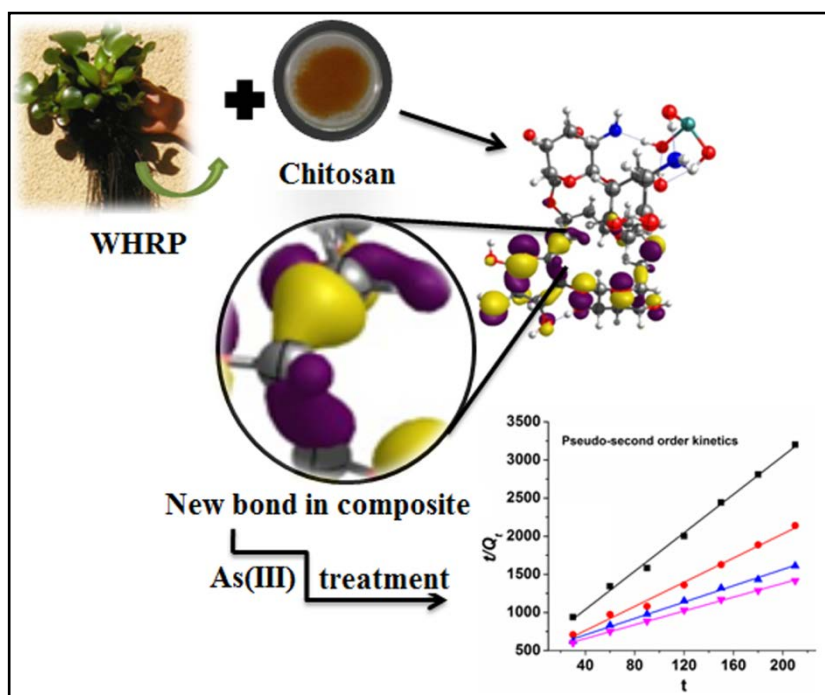 WHRP
Chitosan
New bond in composite
As(III) treatment
Pseudo-second order kinetics
t/Qt
3500
3000
2500
2000
1500
1000
500
40 80 120 160 200
t